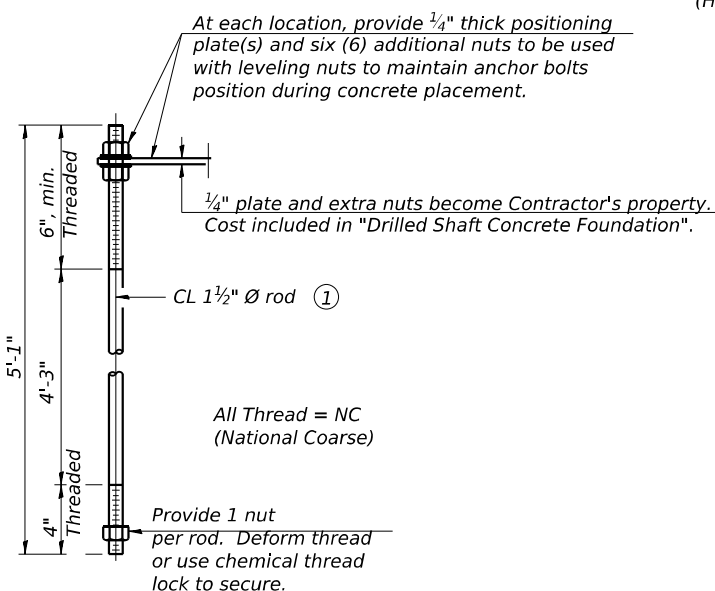 (H
At each location, provide ¼" thick positioning
plate(s) and six (6) additional nuts to be used
with leveling nuts to maintain anchor bolts
position during concrete placement.
6", min.
Threaded
¼" plate and extra nuts become Contractor's property.
Cost included in "Drilled Shaft Concrete Foundation".
CL 1½" Ø rod ①
5'-1"
4'-3"
All Thread = NC
(National Coarse)
4"
Threaded
Provide 1 nut
per rod. Deform thread
or use chemical thread
lock to secure.